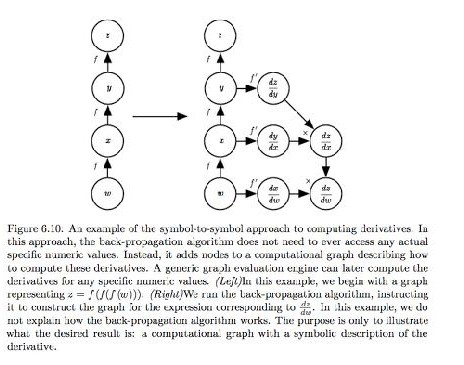 z z
f f
y y f' dz/dy
f f ×
x x f' dy/dx dz/dx
f f ×
w w f' dx/dw dz/dw
Figure 6.10. An example of the symbol-to-symbol approach to computing derivatives. In
this approach, the back-propagation algorithm does not need to ever access any actual
specific numeric values. Instead, it adds nodes to a computational graph describing how
to compute these derivatives. A generic graph evaluation engine can later compute the
derivatives for any specific numeric values. (Left)In this example, we begin with a graph
representing z = f(f(f(w))). (Right)We run the back-propagation algorithm, instructing
it to construct the graph for the expression corresponding to dz/dw. In this example, we do
not explain how the back-propagation algorithm works. The purpose is only to illustrate
what the desired result is: a computational graph with a symbolic description of the
derivative.